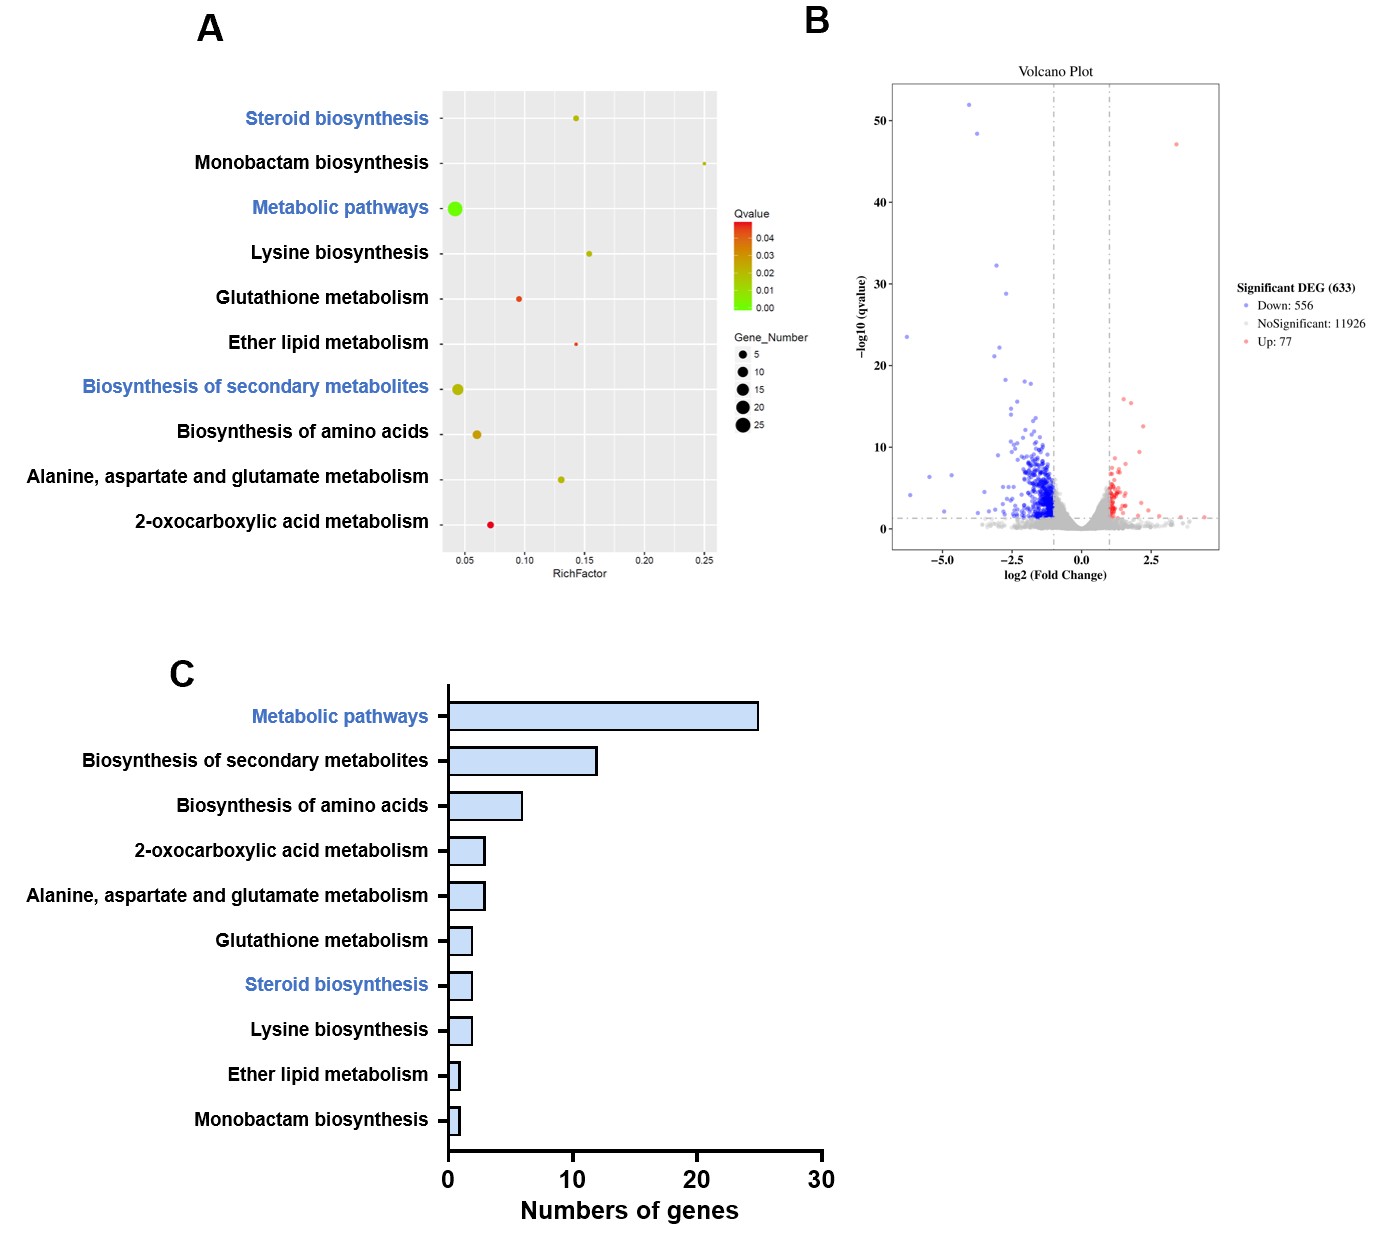 A
Steroid biosynthesis
Monobactam biosynthesis
Metabolic pathways
Lysine biosynthesis
Glutathione metabolism
Ether lipid metabolism
Biosynthesis of secondary metabolites
Biosynthesis of amino acids
Alanine, aspartate and glutamate metabolism
2-oxocarboxylic acid metabolism
0.05 0.10 0.15 0.20 0.25
RichFactor
Qvalue
0.04
0.03
0.02
0.01
0.00
Gene_Number
5
10
15
20
25
B
Volcano Plot
50
40
30
20
10
0
−log10 (qvalue)
−5.0 −2.5 0.0 2.5
log2 (Fold Change)
Significant DEG (633)
Down: 556
NoSignificant: 11926
Up: 77
C
Metabolic pathways
Biosynthesis of secondary metabolites
Biosynthesis of amino acids
2-oxocarboxylic acid metabolism
Alanine, aspartate and glutamate metabolism
Glutathione metabolism
Steroid biosynthesis
Lysine biosynthesis
Ether lipid metabolism
Monobactam biosynthesis
0 10 20 30
Numbers of genes